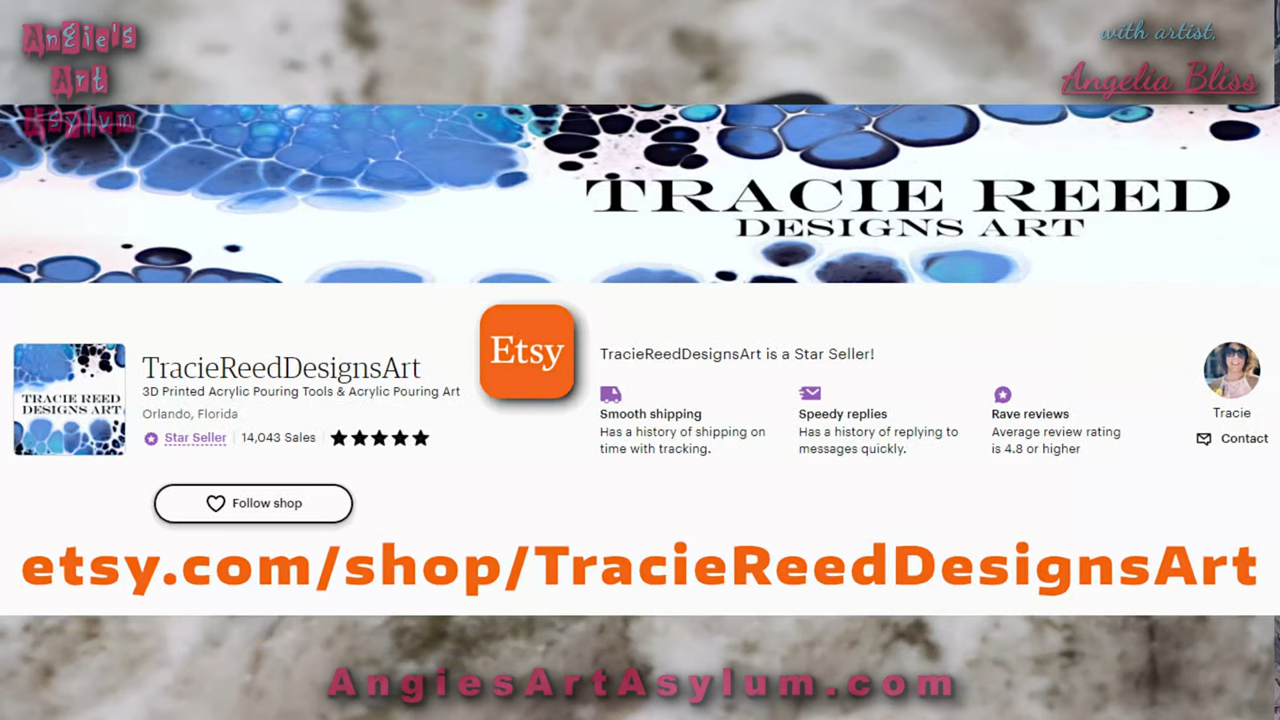 Angie's
Art
Asylum
with artist,
Angelia Bliss
TRACIE REED
DESIGNS ART
TRACIE REED
DESIGNS ART
TracieReedDesignsArt
3D Printed Acrylic Pouring Tools & Acrylic Pouring Art
Orlando, Florida
Star Seller
14,043 Sales
Follow shop
Etsy
TracieReedDesignsArt is a Star Seller!
Smooth shipping
Has a history of shipping on
time with tracking.
Speedy replies
Has a history of replying to
messages quickly.
Rave reviews
Average review rating
is 4.8 or higher
Tracie
Contact
etsy.com/shop/TracieReedDesignsArt
AngiesArtAsylum.com